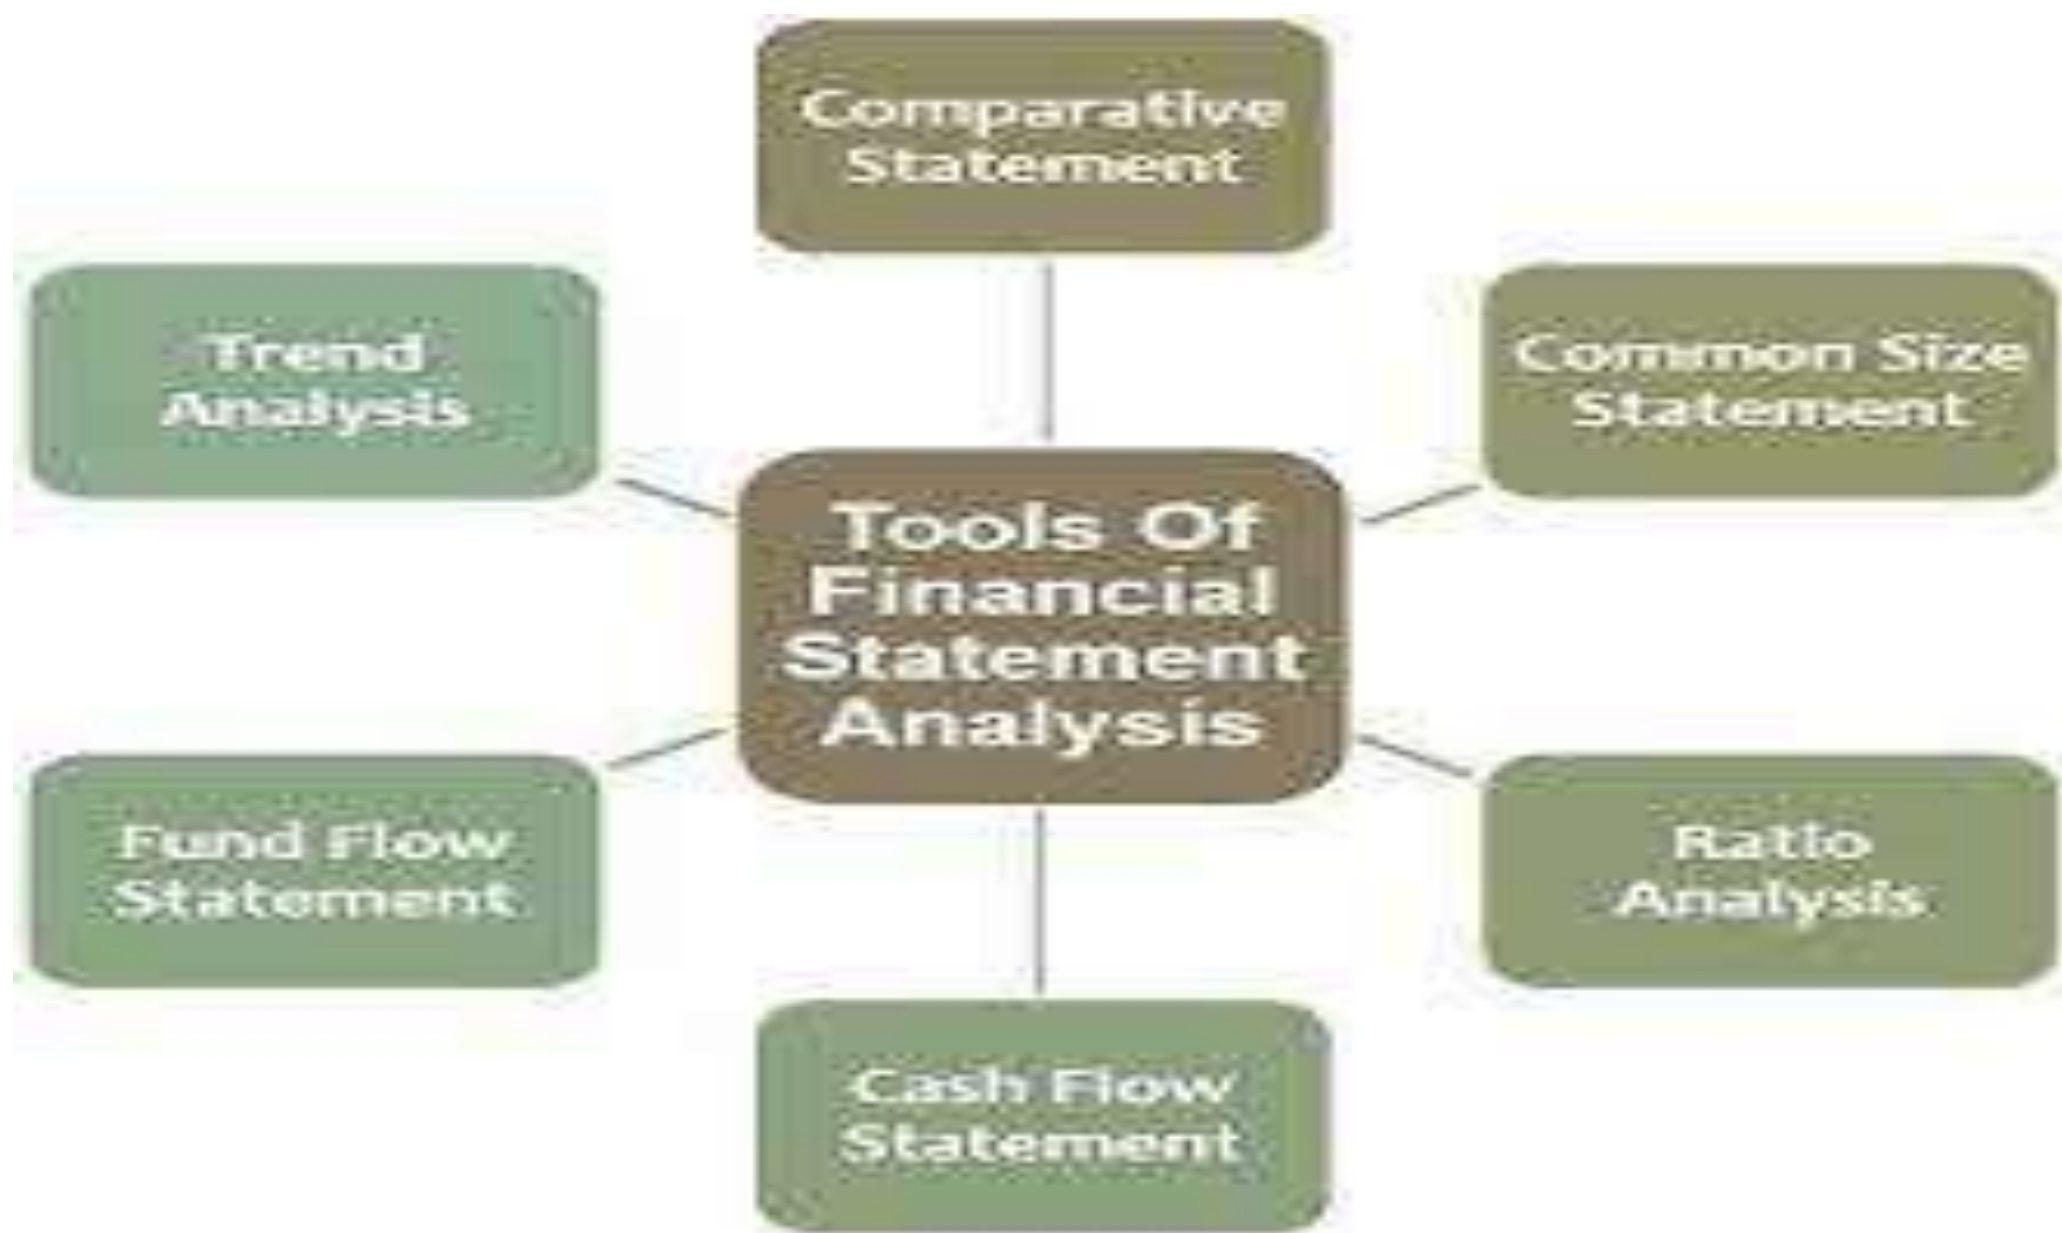 Comparative
Statement
Trend
Analysis
Common Size
Statement
Tools Of
Financial
Statement
Analysis
Fund Flow
Statement
Ratio
Analysis
Cash Flow
Statement